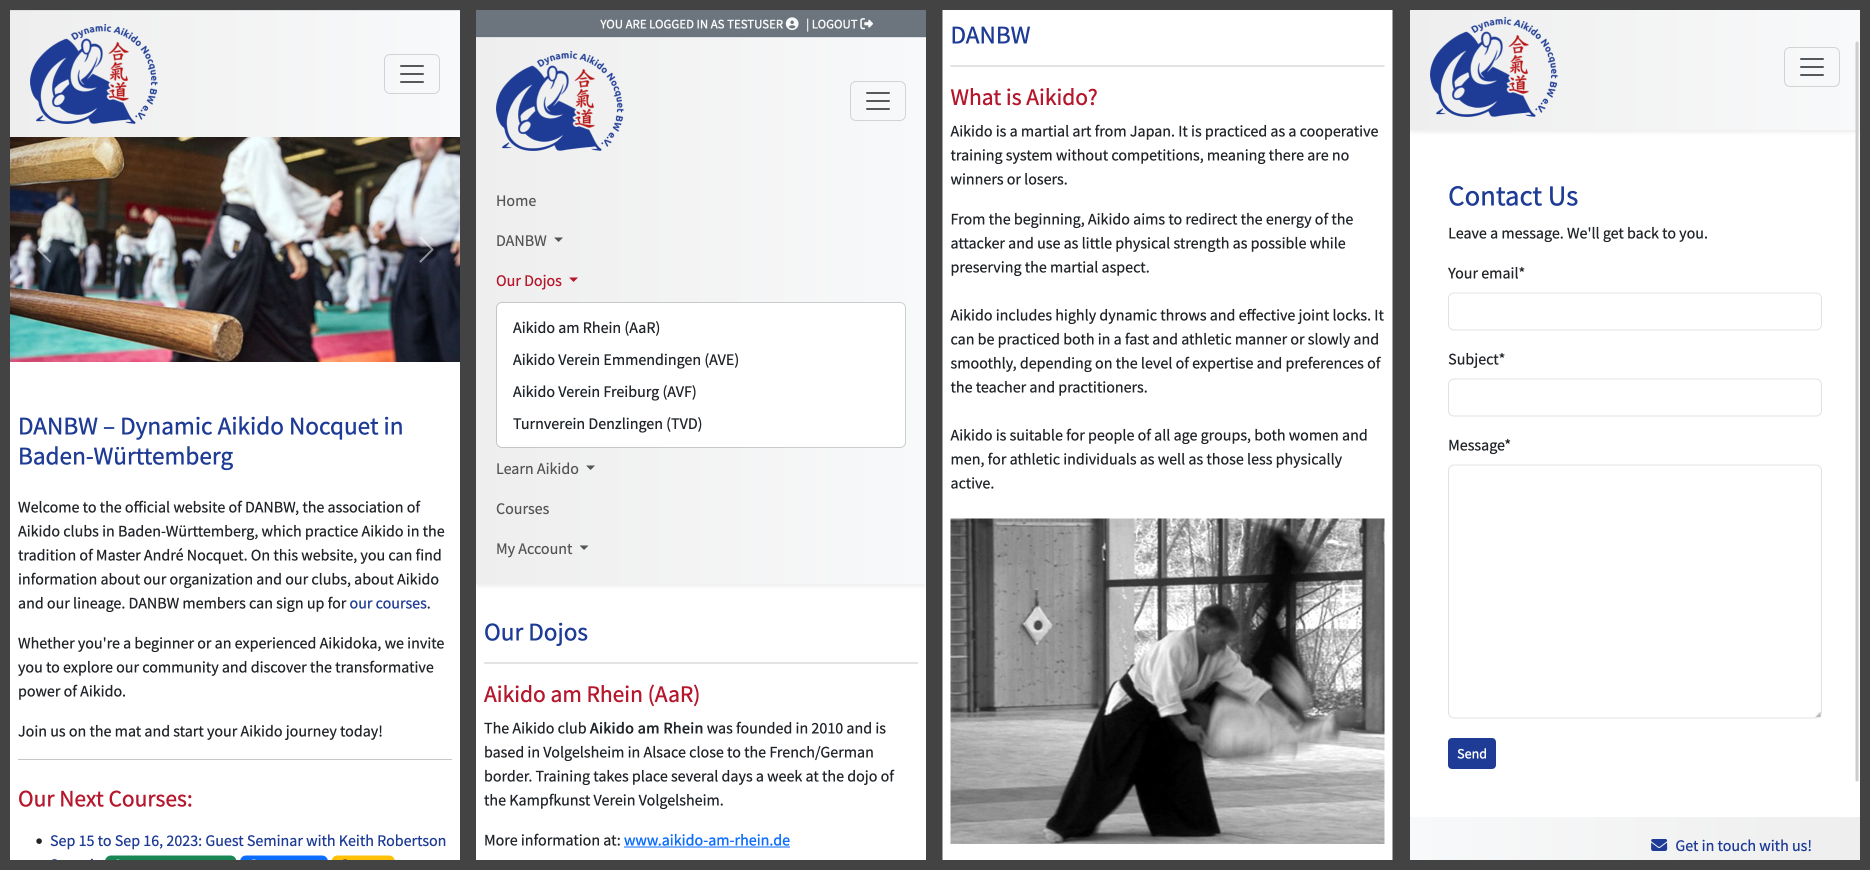 Dynamic Aikido Nocquet BW e.V.
合氣道
DANBW – Dynamic Aikido Nocquet in
Baden-Württemberg
Welcome to the official website of DANBW, the association of
Aikido clubs in Baden-Württemberg, which practice Aikido in the
tradition of Master André Nocquet. On this website, you can find
information about our organization and our clubs, about Aikido
and our lineage. DANBW members can sign up for our courses.
Whether you're a beginner or an experienced Aikidoka, we invite
you to explore our community and discover the transformative
power of Aikido.
Join us on the mat and start your Aikido journey today!
Our Next Courses:
Sep 15 to Sep 16, 2023: Guest Seminar with Keith Robertson
YOU ARE LOGGED IN AS TESTUSER | LOGOUT
Dynamic Aikido Nocquet BW e.V.
合氣道
Home
DANBW
Our Dojos
Aikido am Rhein (AaR)
Aikido Verein Emmendingen (AVE)
Aikido Verein Freiburg (AVF)
Turnverein Denzlingen (TVD)
Learn Aikido
Courses
My Account
Our Dojos
Aikido am Rhein (AaR)
The Aikido club Aikido am Rhein was founded in 2010 and is
based in Volgelsheim in Alsace close to the French/German
border. Training takes place several days a week at the dojo of
the Kampfkunst Verein Volgelsheim.
More information at: www.aikido-am-rhein.de
DANBW
What is Aikido?
Aikido is a martial art from Japan. It is practiced as a cooperative
training system without competitions, meaning there are no
winners or losers.
From the beginning, Aikido aims to redirect the energy of the
attacker and use as little physical strength as possible while
preserving the martial aspect.
Aikido includes highly dynamic throws and effective joint locks. It
can be practiced both in a fast and athletic manner or slowly and
smoothly, depending on the level of expertise and preferences of
the teacher and practitioners.
Aikido is suitable for people of all age groups, both women and
men, for athletic individuals as well as those less physically
active.
Dynamic Aikido Nocquet BW e.V.
合氣道
Contact Us
Leave a message. We'll get back to you.
Your email*
Subject*
Message*
Send
Get in touch with us!